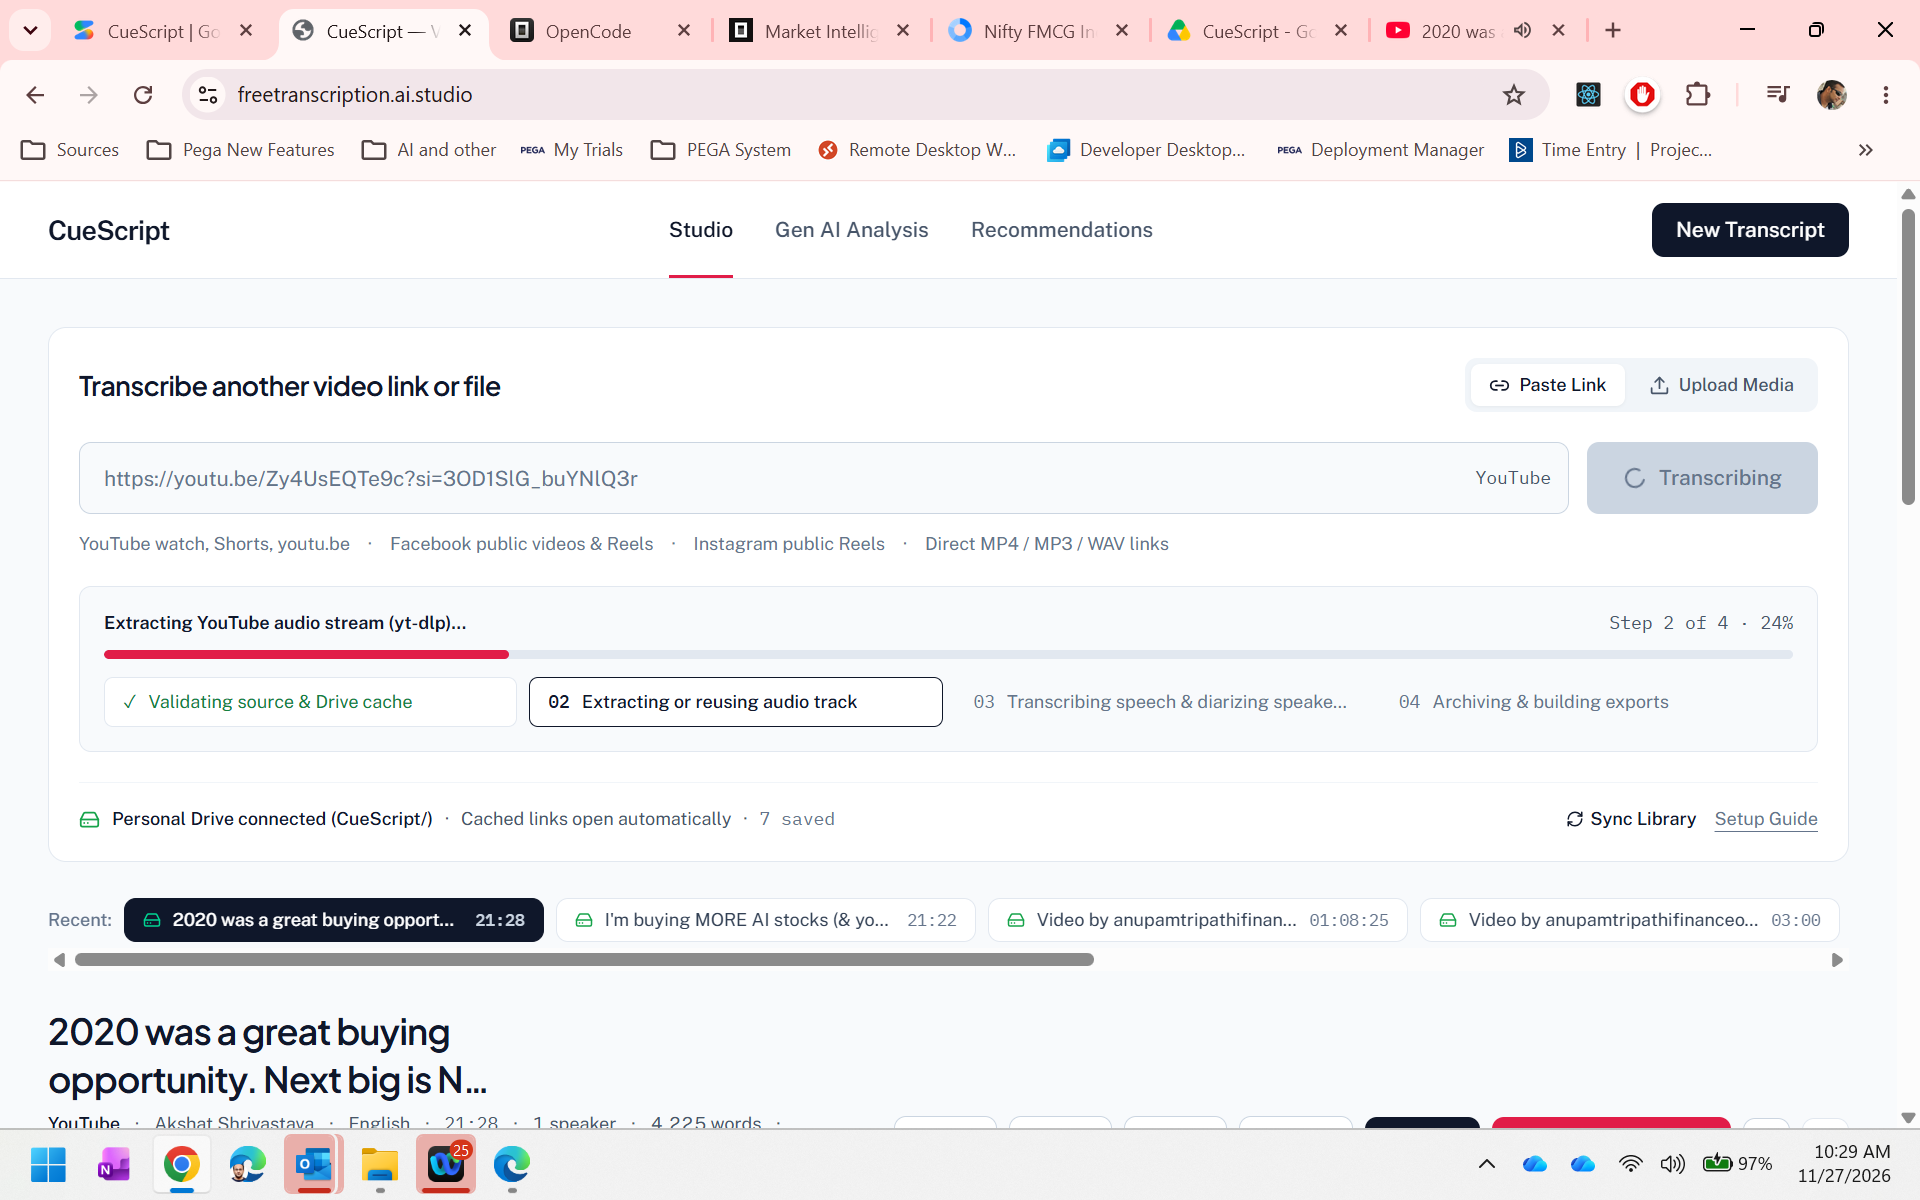 CueScript | Go
CueScript — V
OpenCode
Market Intellig
Nifty FMCG In
CueScript - Go
2020 was
freetranscription.ai.studio
Sources
Pega New Features
AI and other
PEGA My Trials
PEGA System
Remote Desktop W...
Developer Desktop...
PEGA Deployment Manager
Time Entry | Projec...
CueScript
Studio
Gen AI Analysis
Recommendations
New Transcript
Transcribe another video link or file
Paste Link
Upload Media
https://youtu.be/Zy4UsEQTe9c?si=3OD1SlG_buYNlQ3r
YouTube
Transcribing
YouTube watch, Shorts, youtu.be · Facebook public videos & Reels · Instagram public Reels · Direct MP4 / MP3 / WAV links
Extracting YouTube audio stream (yt-dlp)...
Step 2 of 4 · 24%
✓ Validating source & Drive cache
02 Extracting or reusing audio track
03 Transcribing speech & diarizing speake...
04 Archiving & building exports
Personal Drive connected (CueScript/) · Cached links open automatically · 7 saved
Sync Library
Setup Guide
Recent:
2020 was a great buying opport... 21:28
I'm buying MORE AI stocks (& yo... 21:22
Video by anupamtripathifinan... 01:08:25
Video by anupamtripathifinanceo... 03:00
2020 was a great buying
opportunity. Next big is N...
YouTube · Akshat Shrivastava · English · 21:28 · 1 speaker · 4,225 words ·
25
97%
10:29 AM
11/27/2026